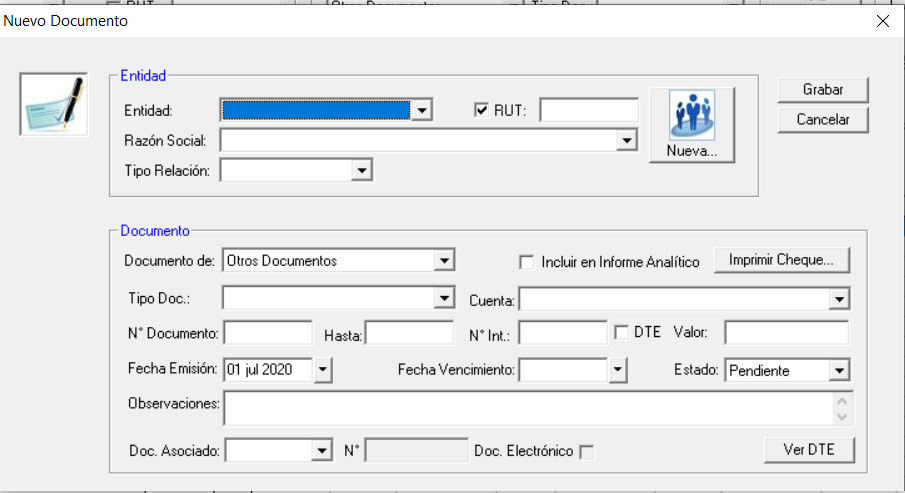 Nuevo Documento
Entidad
Entidad:
RUT:
Grabar
Cancelar
Razón Social:
Nueva...
Tipo Relación:
Documento
Documento de: Otros Documentos
Incluir en Informe Analítico
Imprimir Cheque...
Tipo Doc.:
Cuenta:
N° Documento:
Hasta:
N° Int.:
DTE
Valor:
Fecha Emisión: 01 jul 2020
Fecha Vencimiento:
Estado: Pendiente
Observaciones:
Doc. Asociado:
N°
Doc. Electrónico
Ver DTE